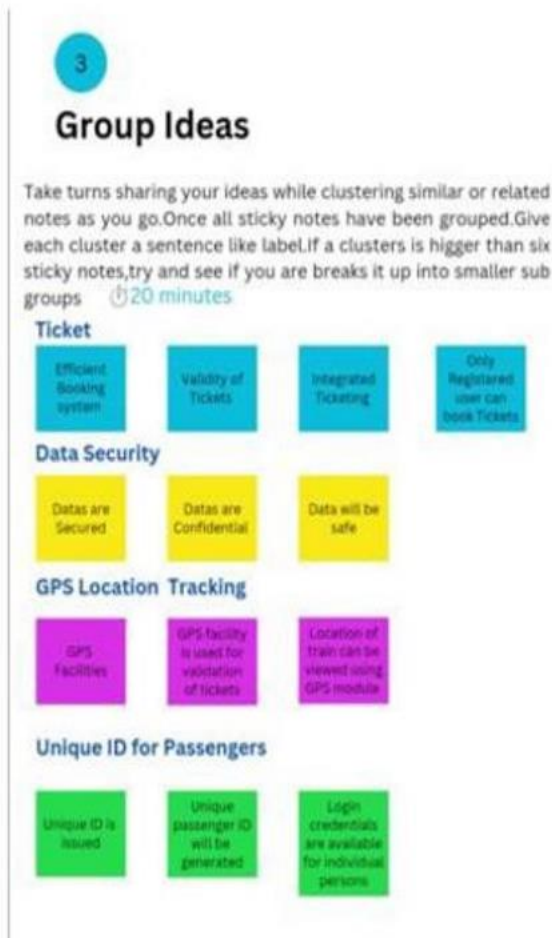 3
Group Ideas
Take turns sharing your ideas while clustering similar or related
notes as you go.Once all sticky notes have been grouped.Give
each cluster a sentence like label.If a clusters is higger than six
sticky notes,try and see if you are breaks it up into smaller sub
groups 20 minutes
Ticket
Efficient
Booking
system
Validity of
Tickets
Integrated
Ticketing
Only
Registered
user can
book Tickets
Data Security
Datas are
Secured
Datas are
Confidential
Data will be
safe
GPS Location Tracking
GPS
Facilities
GPS facility
is used for
validation
of tickets
Location of
train can be
viewed using
GPS module
Unique ID for Passengers
Unique ID is
issued
Unique
passenger ID
will be
generated
Login
credentials
are available
for individual
persons